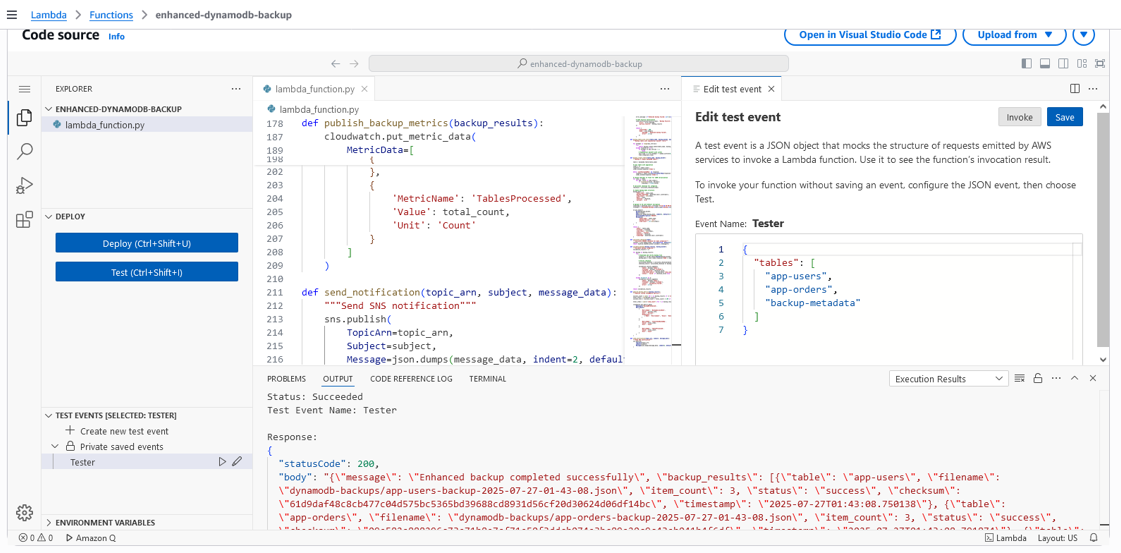 Lambda > Functions > enhanced-dynamodb-backup
Code source Info
Open in Visual Studio Code
Upload from
enhanced-dynamodb-backup
EXPLORER
ENHANCED-DYNAMODB-BACKUP
lambda_function.py
DEPLOY
Deploy (Ctrl+Shift+U)
Test (Ctrl+Shift+I)
TEST EVENTS [SELECTED: TESTER]
Create new test event
Private saved events
Tester
ENVIRONMENT VARIABLES
lambda_function.py
lambda_function.py
178 def publish_backup_metrics(backup_results):
187 cloudwatch.put_metric_data(
189 MetricData=[
198 {
202 },
203 {
204 'MetricName': 'TablesProcessed',
205 'Value': total_count,
206 'Unit': 'Count'
207 }
208 ]
209 )
210
211 def send_notification(topic_arn, subject, message_data):
212 """Send SNS notification"""
213 sns.publish(
214 TopicArn=topic_arn,
215 Subject=subject,
216 Message=json.dumps(message_data, indent=2, defaul
Edit test event
Edit test event
Invoke
Save
A test event is a JSON object that mocks the structure of requests emitted by AWS
services to invoke a Lambda function. Use it to see the function's invocation result.
To invoke your function without saving an event, configure the JSON event, then choose
Test.
Event Name: Tester
1 {
2 "tables": [
3 "app-users",
4 "app-orders",
5 "backup-metadata"
6 ]
7 }
PROBLEMS OUTPUT CODE REFERENCE LOG TERMINAL
Execution Results
Status: Succeeded
Test Event Name: Tester
Response:
{
"statusCode": 200,
"body": "{\"message\": \"Enhanced backup completed successfully\", \"backup_results\": [{\"table\": \"app-users\", \"filename\":
\"dynamodb-backups/app-users-backup-2025-07-27-01-43-08.json\", \"item_count\": 3, \"status\": \"success\", \"checksum\":
\"61d9daf48c8cb477c04d575bc5365bd39688cd8931d56cf20d30624d06df14bc\", \"timestamp\": \"2025-07-27T01:43:08.750138\"}, {\"table\":
\"app-orders\", \"filename\": \"dynamodb-backups/app-orders-backup-2025-07-27-01-43-08.json\", \"item_count\": 3, \"status\": \"success\",
0 0
Amazon Q
Lambda
Layout: US